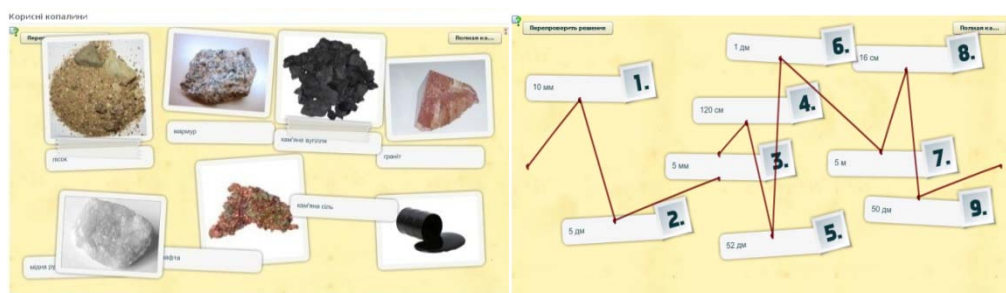 Корисні копалини
Полная ка...
пісок
мармур
кам'яне вугілля
граніт
кам'яна сіль
мідна
нафта
Перепроверить решение
Полная ка...
10 мм
1.
5 дм
2.
5 мм
3.
120 см
4.
52 дм
5.
1 дм
6.
5 м
7.
16 см
8.
50 дм
9.